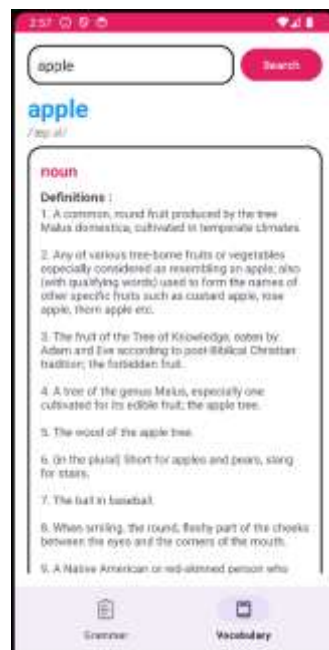 2:57
apple
Search
apple
/æp.əl/
noun
Definitions :
1. A common, round fruit produced by the tree
Malus domestica, cultivated in temperate climates.
2. Any of various tree-borne fruits or vegetables
especially considered as resembling an apple; also
(with qualifying words) used to form the names of
other specific fruits such as custard apple, rose
apple, thorn apple etc.
3. The fruit of the Tree of Knowledge, eaten by
Adam and Eve according to post-Biblical Christian
tradition; the forbidden fruit.
4. A tree of the genus Malus, especially one
cultivated for its edible fruit; the apple tree.
5. The wood of the apple tree.
6. (in the plural) Short for apples and pears, slang
for stairs.
7. The ball in baseball.
8. When smiling, the round, fleshy part of the cheeks
between the eyes and the corners of the mouth.
9. A Native American or red-skinned person who
Grammar
Vocabulary